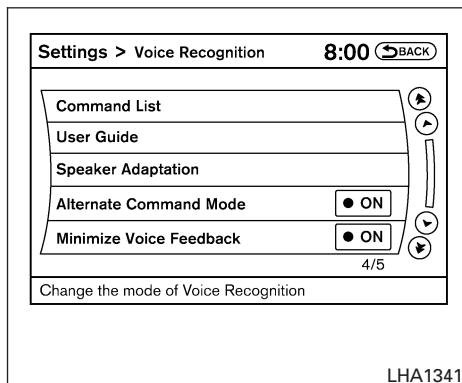 Settings > Voice Recognition 8:00 BACK
Command List
User Guide
Speaker Adaptation
Alternate Command Mode ON
Minimize Voice Feedback ON
4/5
Change the mode of Voice Recognition
LHA1341